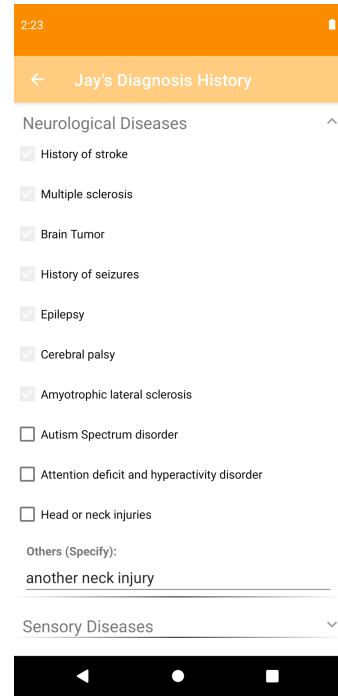 2:23
Jay's Diagnosis History
Neurological Diseases
History of stroke
Multiple sclerosis
Brain Tumor
History of seizures
Epilepsy
Cerebral palsy
Amyotrophic lateral sclerosis
Autism Spectrum disorder
Attention deficit and hyperactivity disorder
Head or neck injuries
Others (Specify):
another neck injury
Sensory Diseases